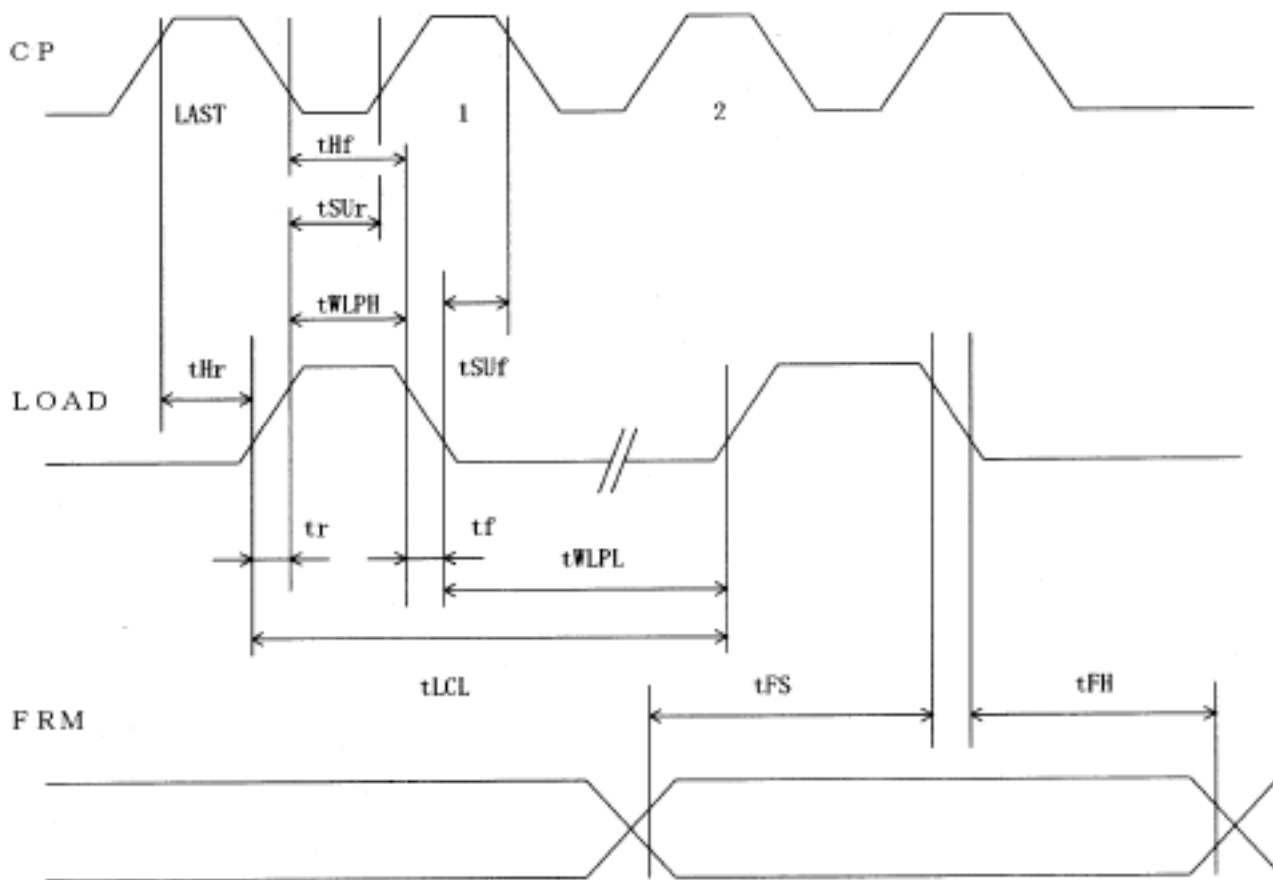 CP
LAST
1
2
tHf
tSUr
tWLPH
tHr
tSUf
LOAD
tr
tf
tWLPL
tLCL
tFS
tFH
FRM